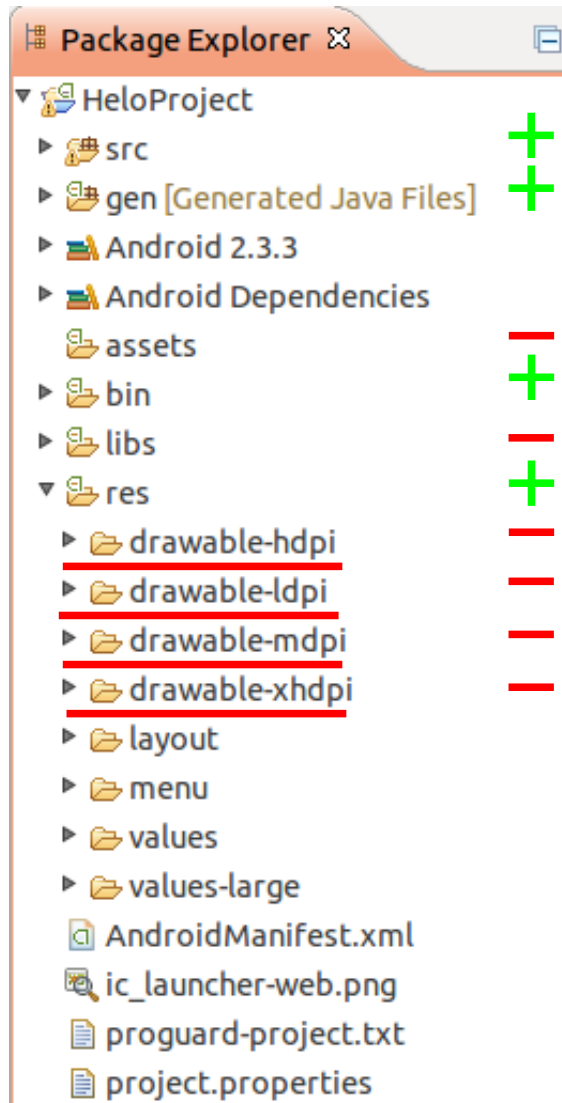 Package Explorer
HeloProject
src
gen [Generated Java Files]
Android 2.3.3
Android Dependencies
assets
bin
libs
res
drawable-hdpi
drawable-ldpi
drawable-mdpi
drawable-xhdpi
layout
menu
values
values-large
AndroidManifest.xml
ic_launcher-web.png
proguard-project.txt
project.properties